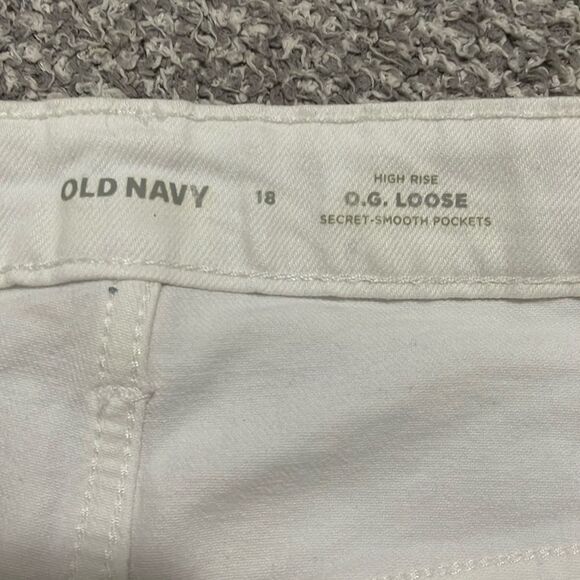 OLD NAVY
18
HIGH RISE
O.G. LOOSE
SECRET-SMOOTH POCKETS